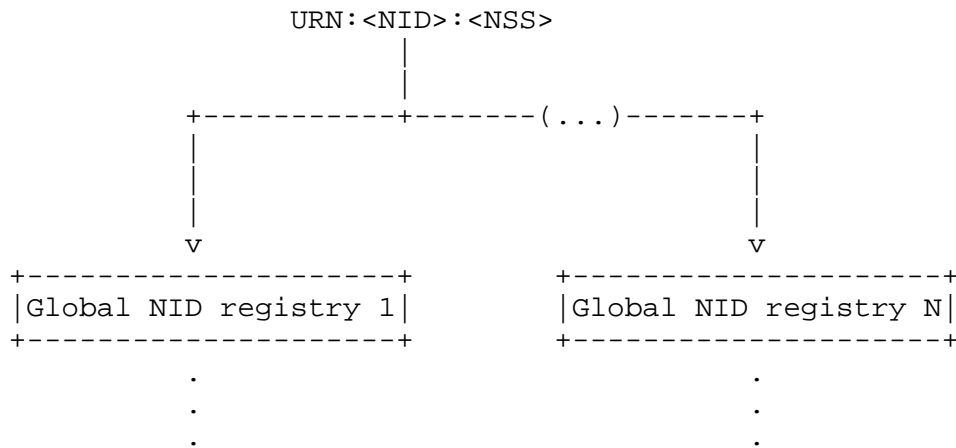 URN:<NID>:<NSS>
(...)
v v
Global NID registry 1 Global NID registry N
. .
. .
. .